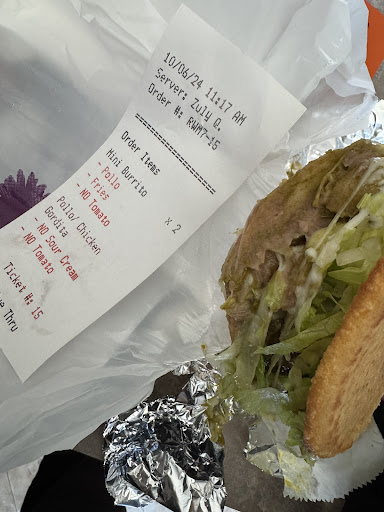 10/06/24 11:17 AM
Server: Zuly O.
Order #: RWM7-15
Order Items
Mini Burrito x 2
- Pollo
- Fries
- NO Tomato
Pollo/ Chicken
Gordita
- NO Sour Cream
- NO Tomato
Ticket #: 15
Thru